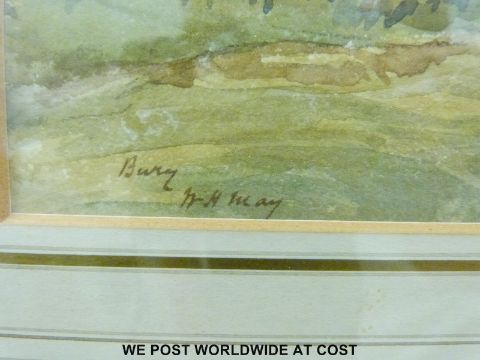 Bury
W H May
WE POST WORLDWIDE AT COST